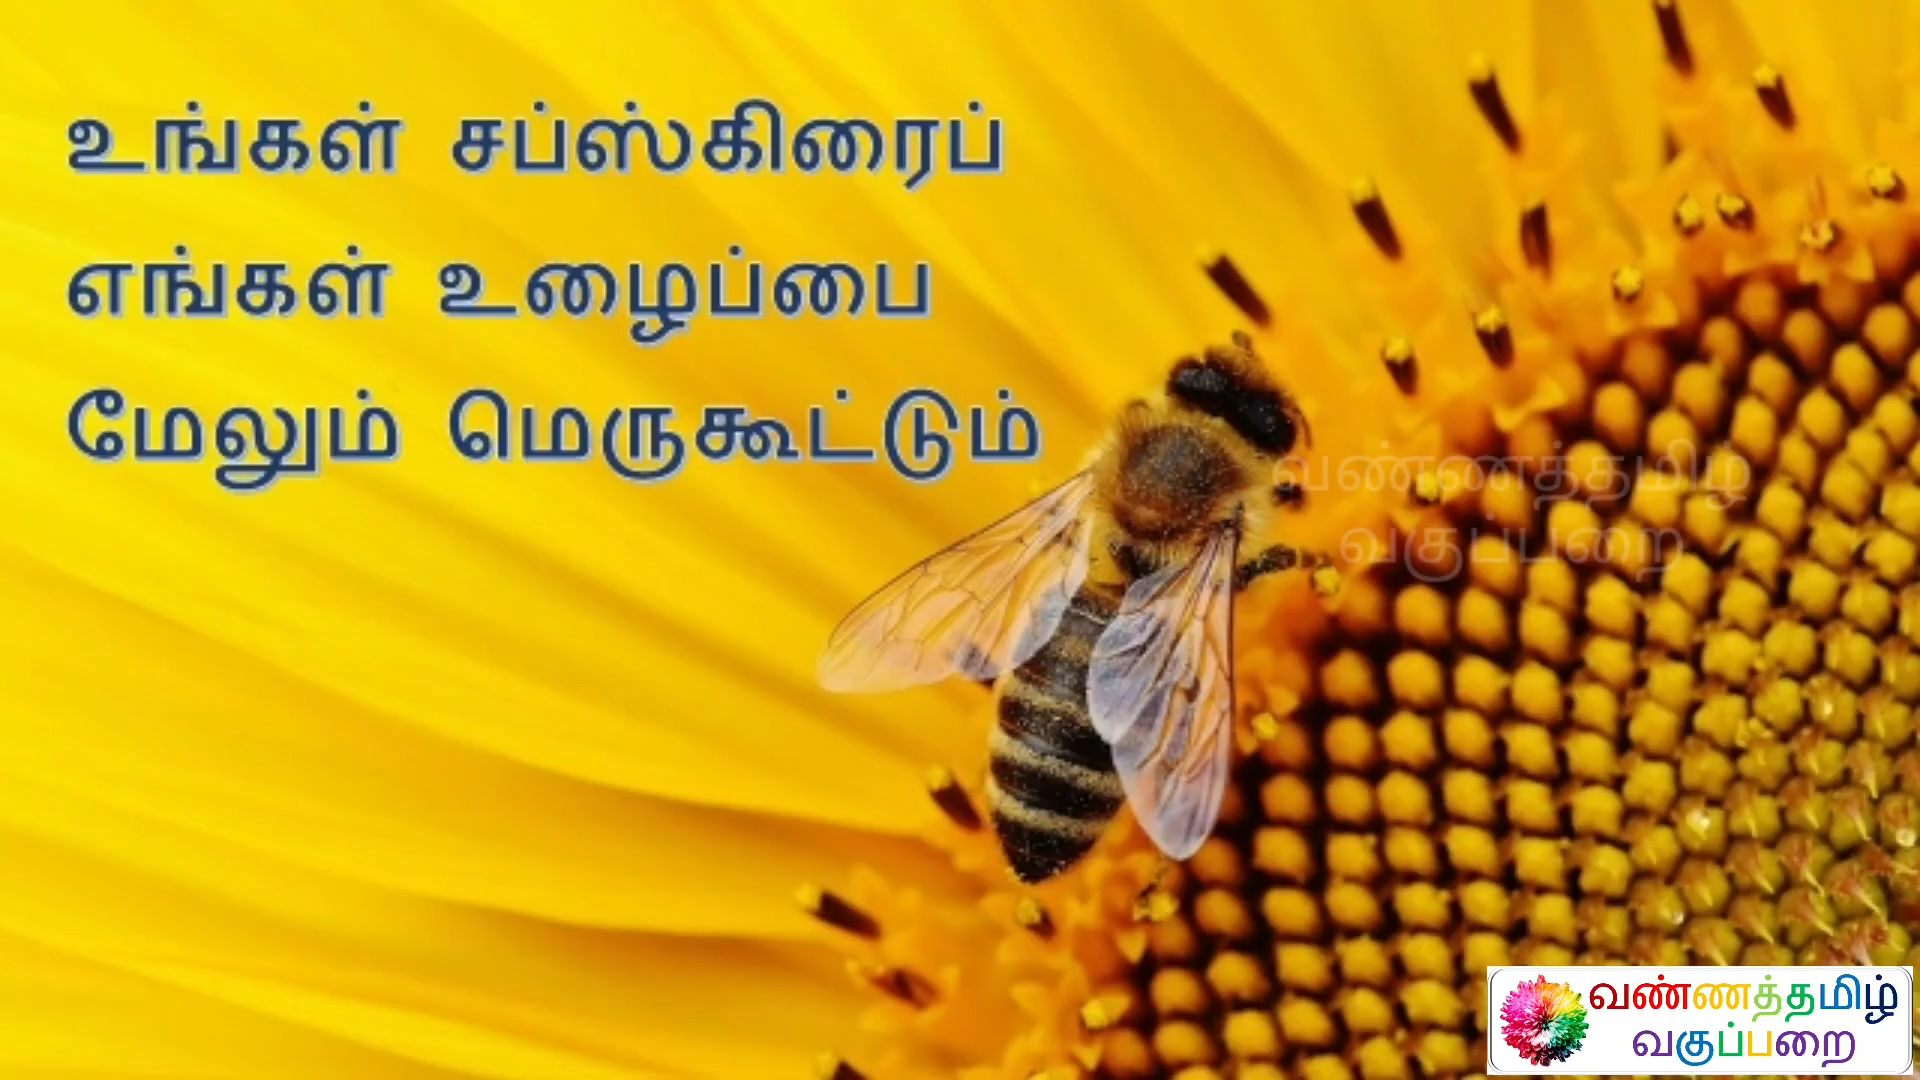 உங்கள் சப்ஸ்கிரைப்
எங்கள் உழைப்பை
மேலும் மெருகூட்டும்
வண்ணத்தமிழ்
வகுப்பறை
வண்ணத்தமிழ்
வகுப்பறை